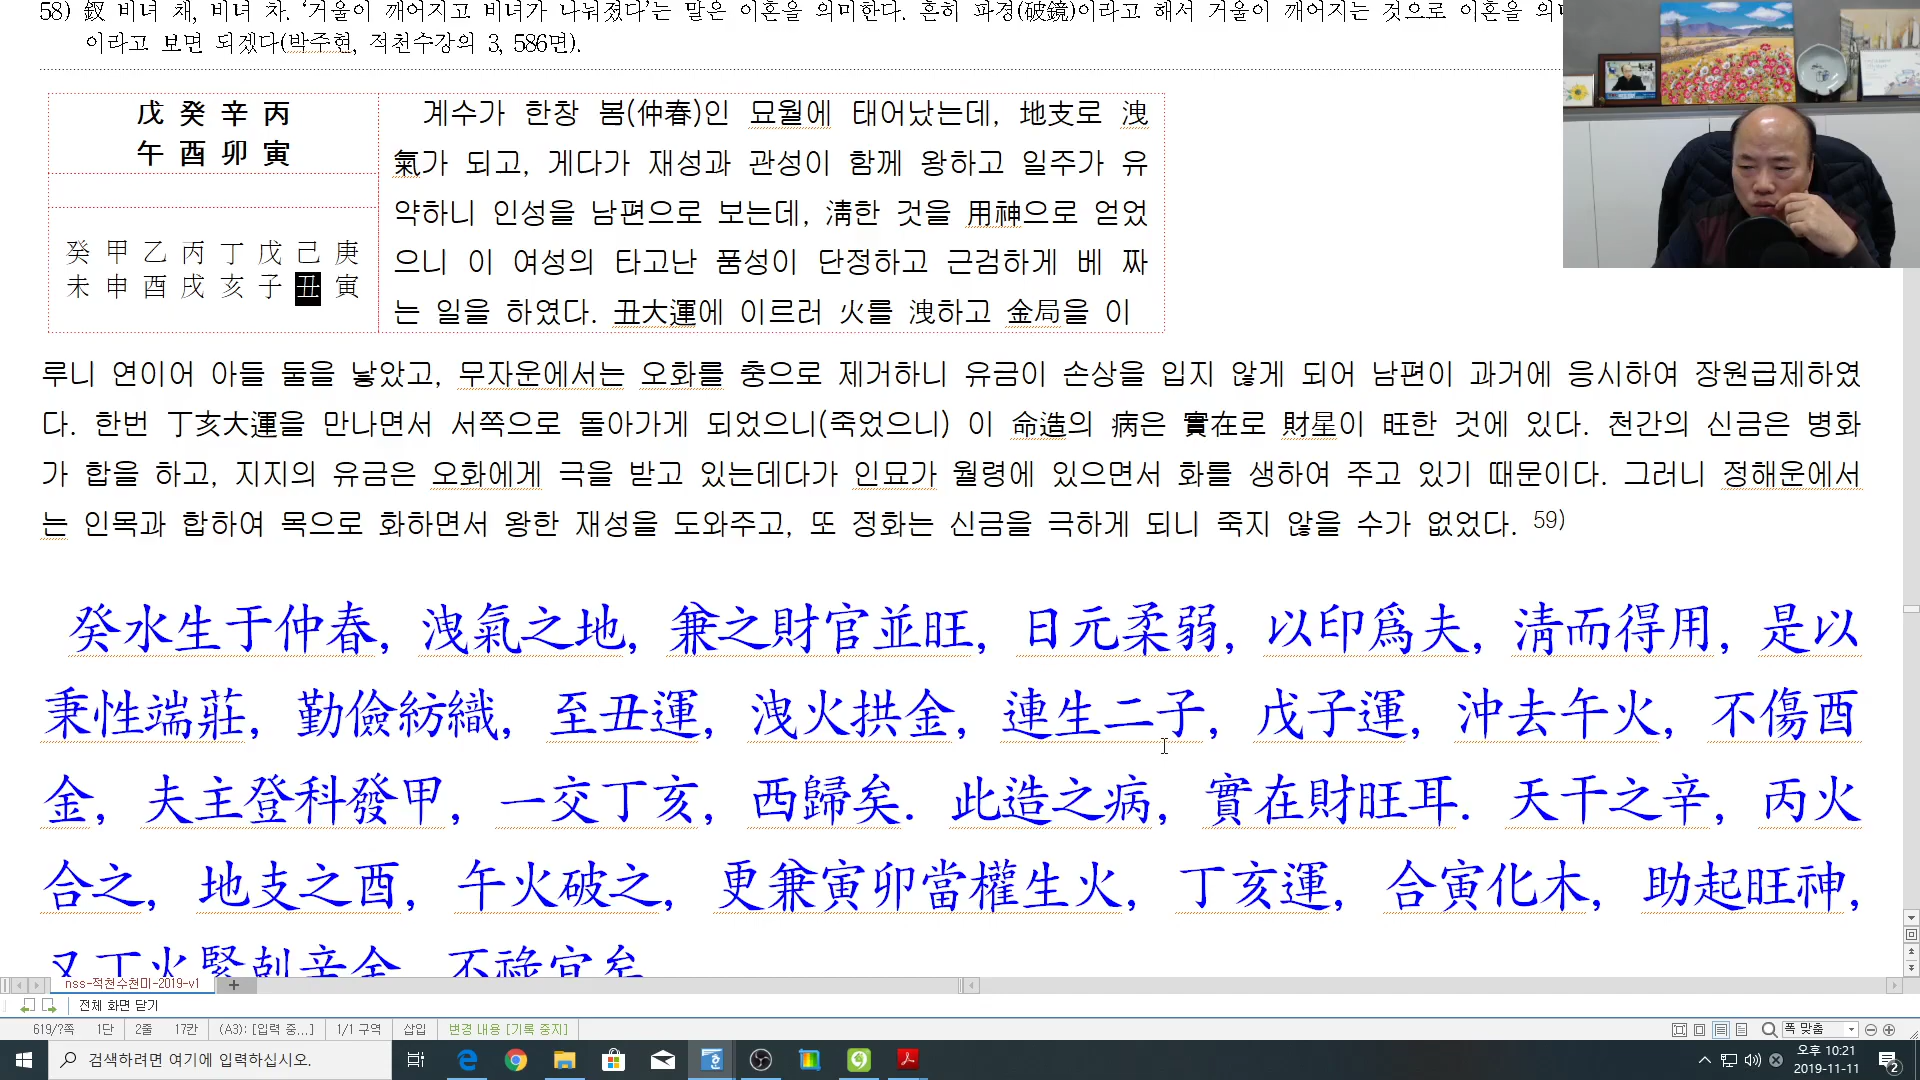 58) 釵 비녀 채, 비녀 차. ‘거울이 깨어지고 비녀가 나눠졌다’는 말은 이혼을 의미한다. 흔히 파경(破鏡)이라고 해서 거울이 깨어지는 것으로 이혼을
이라고 보면 되겠다(박주현, 적천수강의 3, 586면).
戊 癸 辛 丙
午 酉 卯 寅
癸 甲 乙 丙 丁 戊 己 庚
未 申 酉 戌 亥 子 丑 寅
계수가 한창 봄(仲春)인 묘월에 태어났는데, 地支로 洩
氣가 되고, 게다가 재성과 관성이 함께 왕하고 일주가 유
약하니 인성을 남편으로 보는데, 淸한 것을 用神으로 얻었
으니 이 여성의 타고난 품성이 단정하고 근검하게 베 짜
는 일을 하였다. 丑大運에 이르러 火를 洩하고 金局을 이
루니 연이어 아들 둘을 낳았고, 무자운에서는 오화를 충으로 제거하니 유금이 손상을 입지 않게 되어 남편이 과거에 응시하여 장원급제하였
다. 한번 丁亥大運을 만나면서 서쪽으로 돌아가게 되었으니(죽었으니) 이 命造의 病은 實在로 財星이 旺한 것에 있다. 천간의 신금은 병화
가 합을 하고, 지지의 유금은 오화에게 극을 받고 있는데다가 인묘가 월령에 있으면서 화를 생하여 주고 있기 때문이다. 그러니 정해운에서
는 인목과 합하여 목으로 화하면서 왕한 재성을 도와주고, 또 정화는 신금을 극하게 되니 죽지 않을 수가 없었다. 59)
癸水生于仲春, 洩氣之地, 兼之財官並旺, 日元柔弱, 以印爲夫, 淸而得用, 是以
秉性端莊, 勤儉紡織, 至丑運, 洩火拱金, 連生二子, 戊子運, 沖去午火, 不傷酉
金, 夫主登科發甲, 一交丁亥, 西歸矣. 此造之病, 實在財旺耳. 天干之辛, 丙火
合之, 地支之酉, 午火破之, 更兼寅卯當權生火, 丁亥運, 合寅化木, 助起旺神,
又丁火緊剋辛金, 不祿宜矣
nss-적천수천미-2019-v1
전체 화면 닫기
619/?쪽 1단 2줄 17칸 (A3): [입력 중...] 1/1 구역 삽입 변경 내용 [기록 중지] 폭 맞춤
검색하려면 여기에 입력하십시오.
오후 10:21
2019-11-11
2